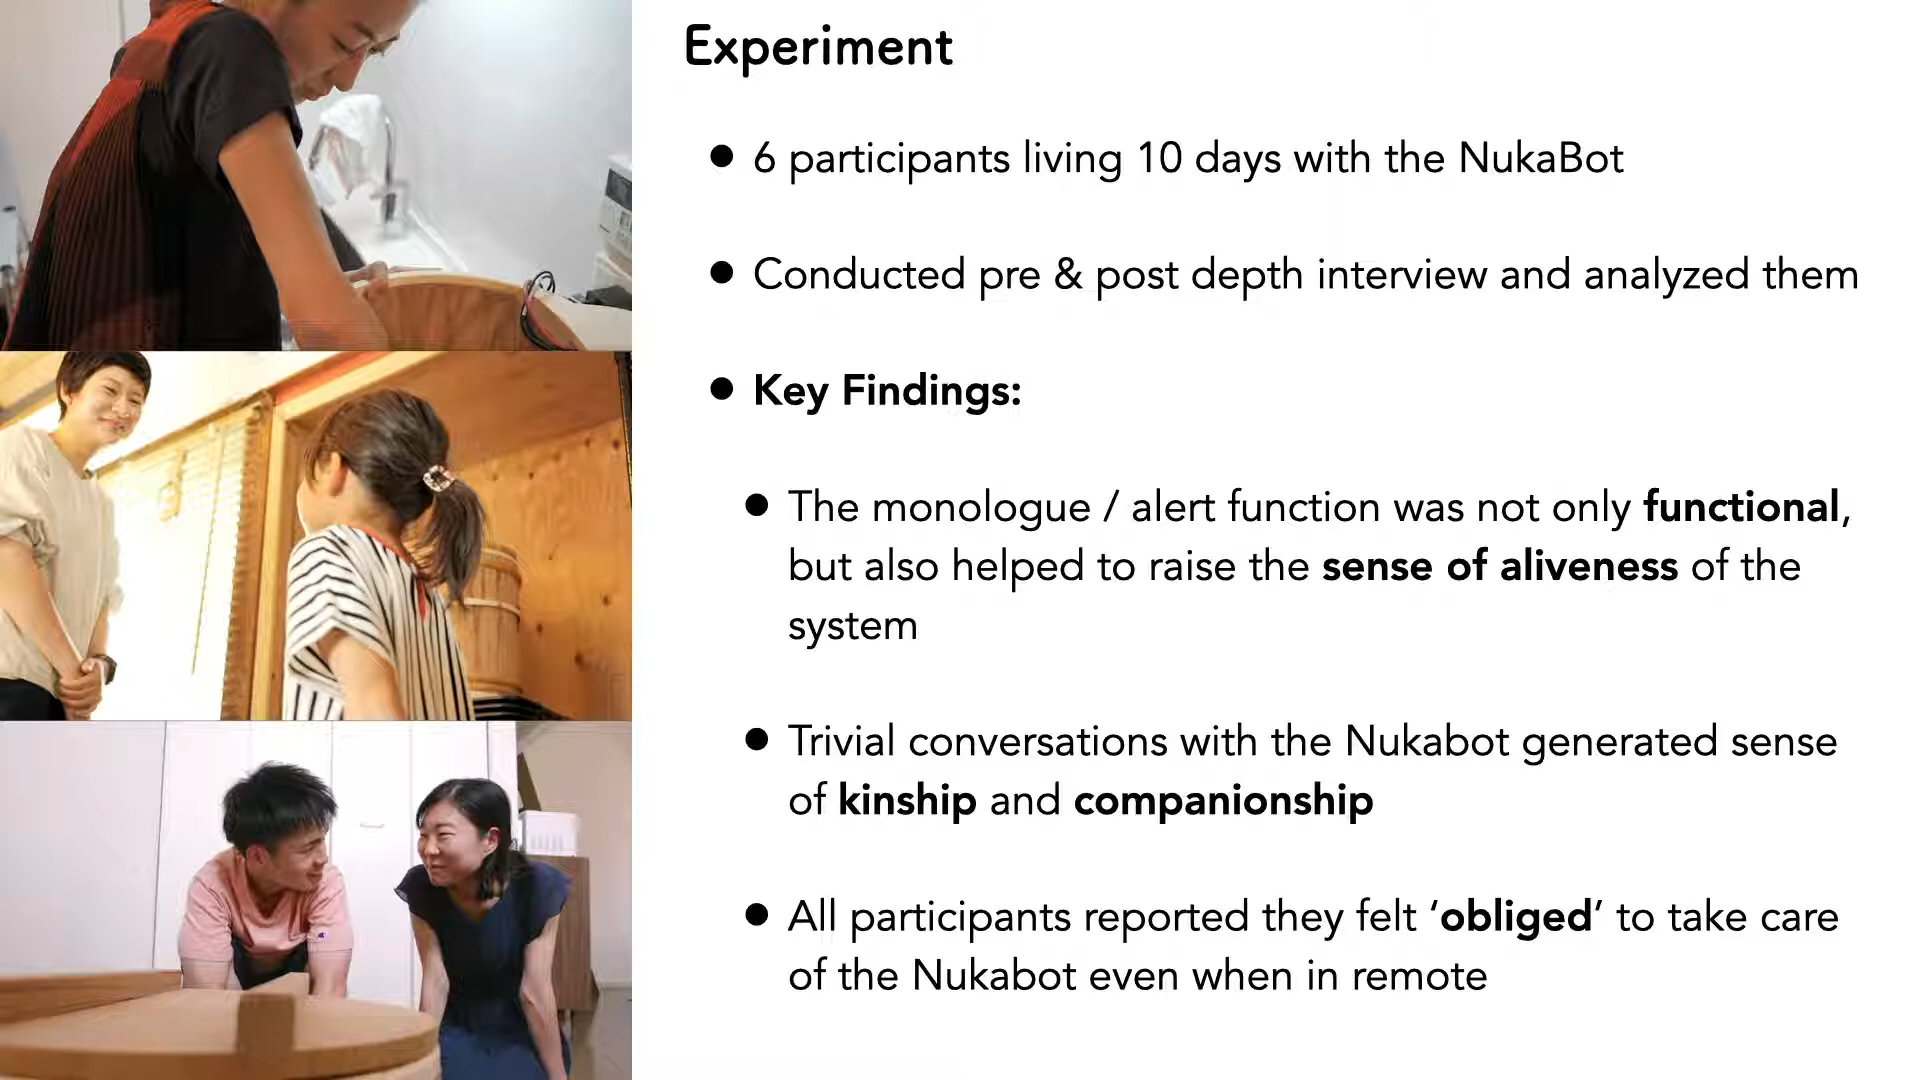 Experiment
● 6 participants living 10 days with the NukaBot
● Conducted pre & post depth interview and analyzed them
● Key Findings:
● The monologue / alert function was not only functional,
but also helped to raise the sense of aliveness of the
system
● Trivial conversations with the Nukabot generated sense
of kinship and companionship
● All participants reported they felt ‘obliged’ to take care
of the Nukabot even when in remote